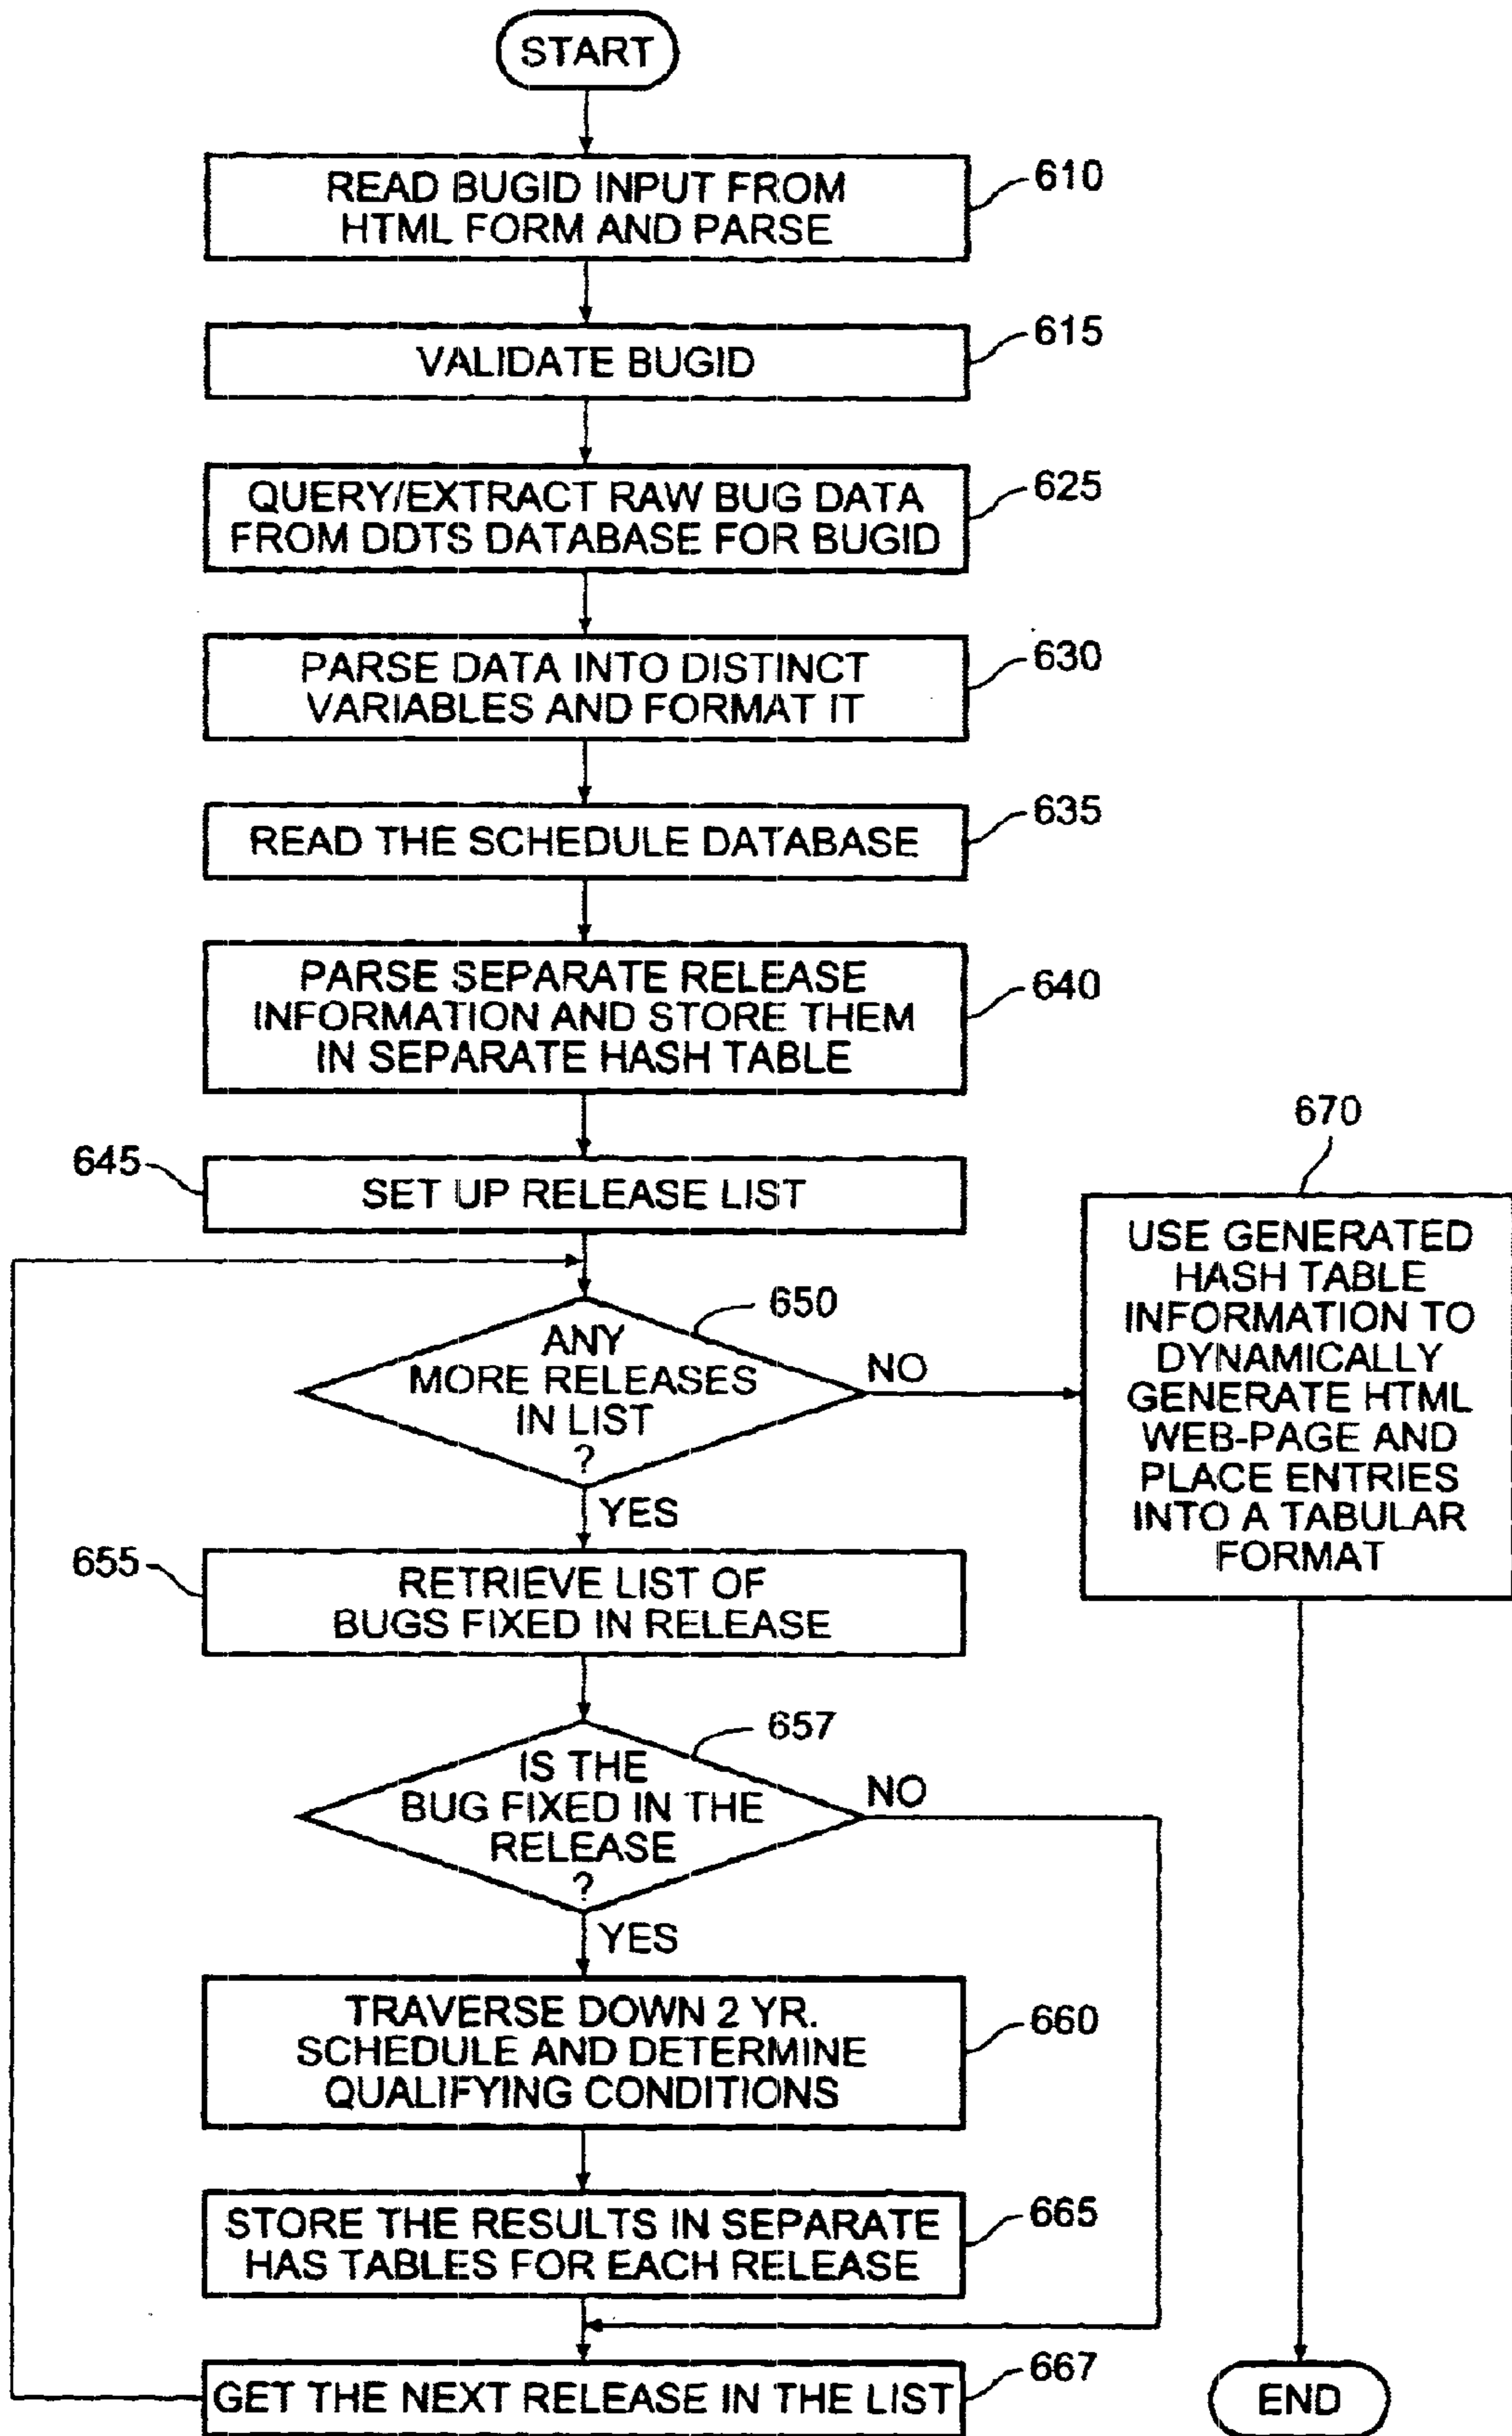 START
READ BUGID INPUT FROM
HTML FORM AND PARSE
610
VALIDATE BUGID
615
QUERY/EXTRACT RAW BUG DATA
FROM DDTS DATABASE FOR BUGID
625
PARSE DATA INTO DISTINCT
VARIABLES AND FORMAT IT
630
READ THE SCHEDULE DATABASE
635
PARSE SEPARATE RELEASE
INFORMATION AND STORE THEM
IN SEPARATE HASH TABLE
640
645
SET UP RELEASE LIST
650
ANY
MORE RELEASES
IN LIST
?
NO
YES
670
USE GENERATED
HASH TABLE
INFORMATION TO
DYNAMICALLY
GENERATE HTML
WEB-PAGE AND
PLACE ENTRIES
INTO A TABULAR
FORMAT
655
RETRIEVE LIST OF
BUGS FIXED IN RELEASE
657
IS THE
BUG FIXED IN THE
RELEASE
?
NO
YES
TRAVERSE DOWN 2 YR.
SCHEDULE AND DETERMINE
QUALIFYING CONDITIONS
660
STORE THE RESULTS IN SEPARATE
HAS TABLES FOR EACH RELEASE
665
GET THE NEXT RELEASE IN THE LIST
667
END